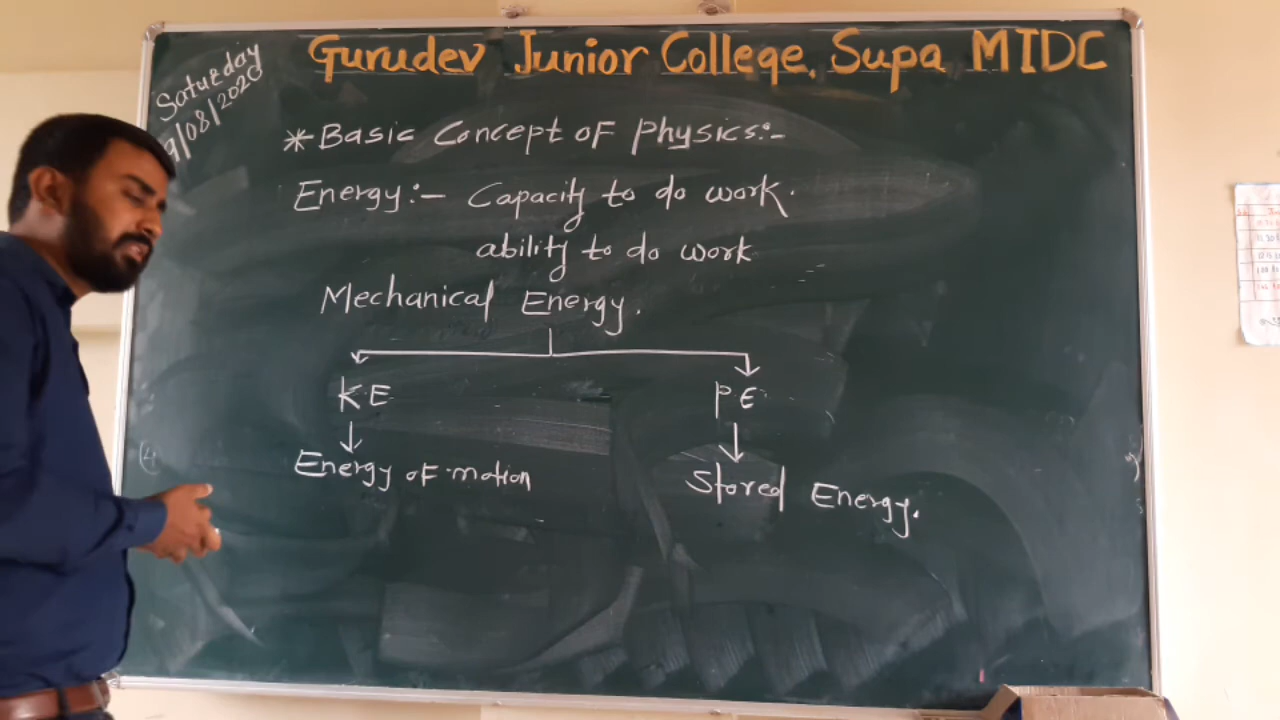 Gurudev Junior College, Supa MIDC
Saturday
9/08/2020
* Basic Concept of Physics:-
Energy:- Capacity to do work.
ability to do work
Mechanical Energy.
KE PE
Energy of motion
Stored Energy.